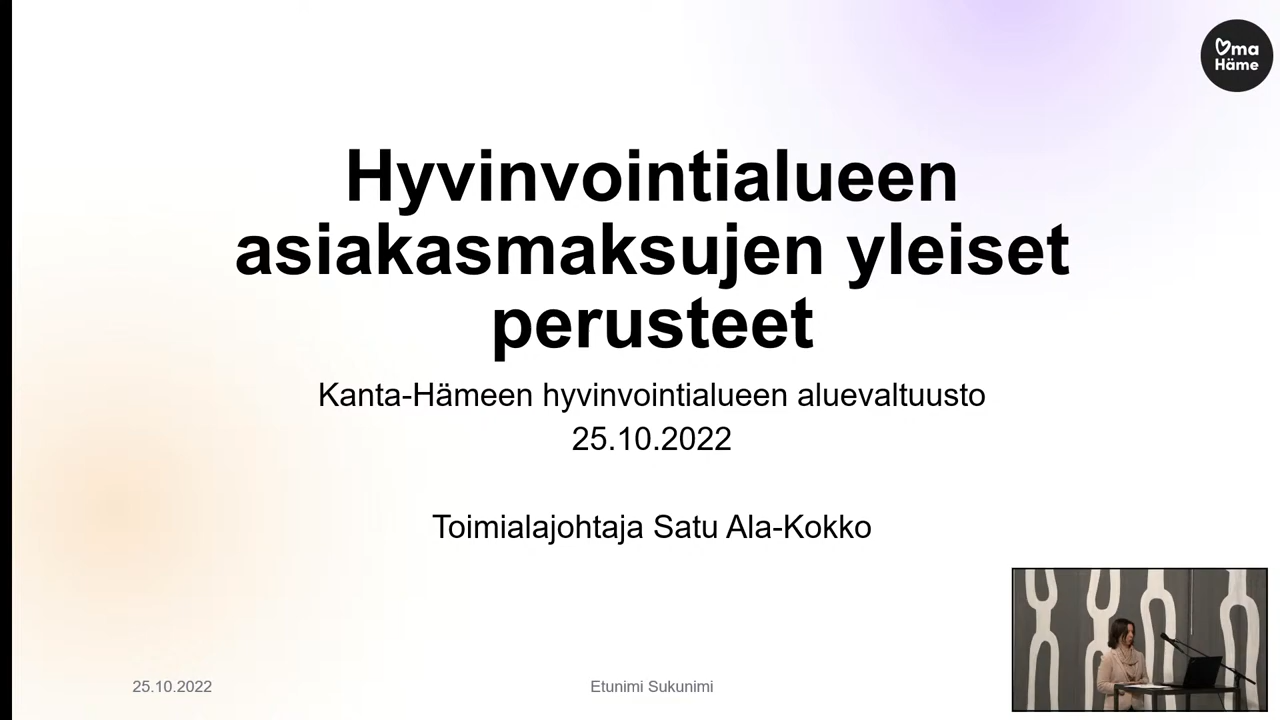 Oma
Häme
Hyvinvointialueen
asiakasmaksujen yleiset
perusteet
Kanta-Hämeen hyvinvointialueen aluevaltuusto
25.10.2022
Toimialajohtaja Satu Ala-Kokko
25.10.2022
Etunimi Sukunimi